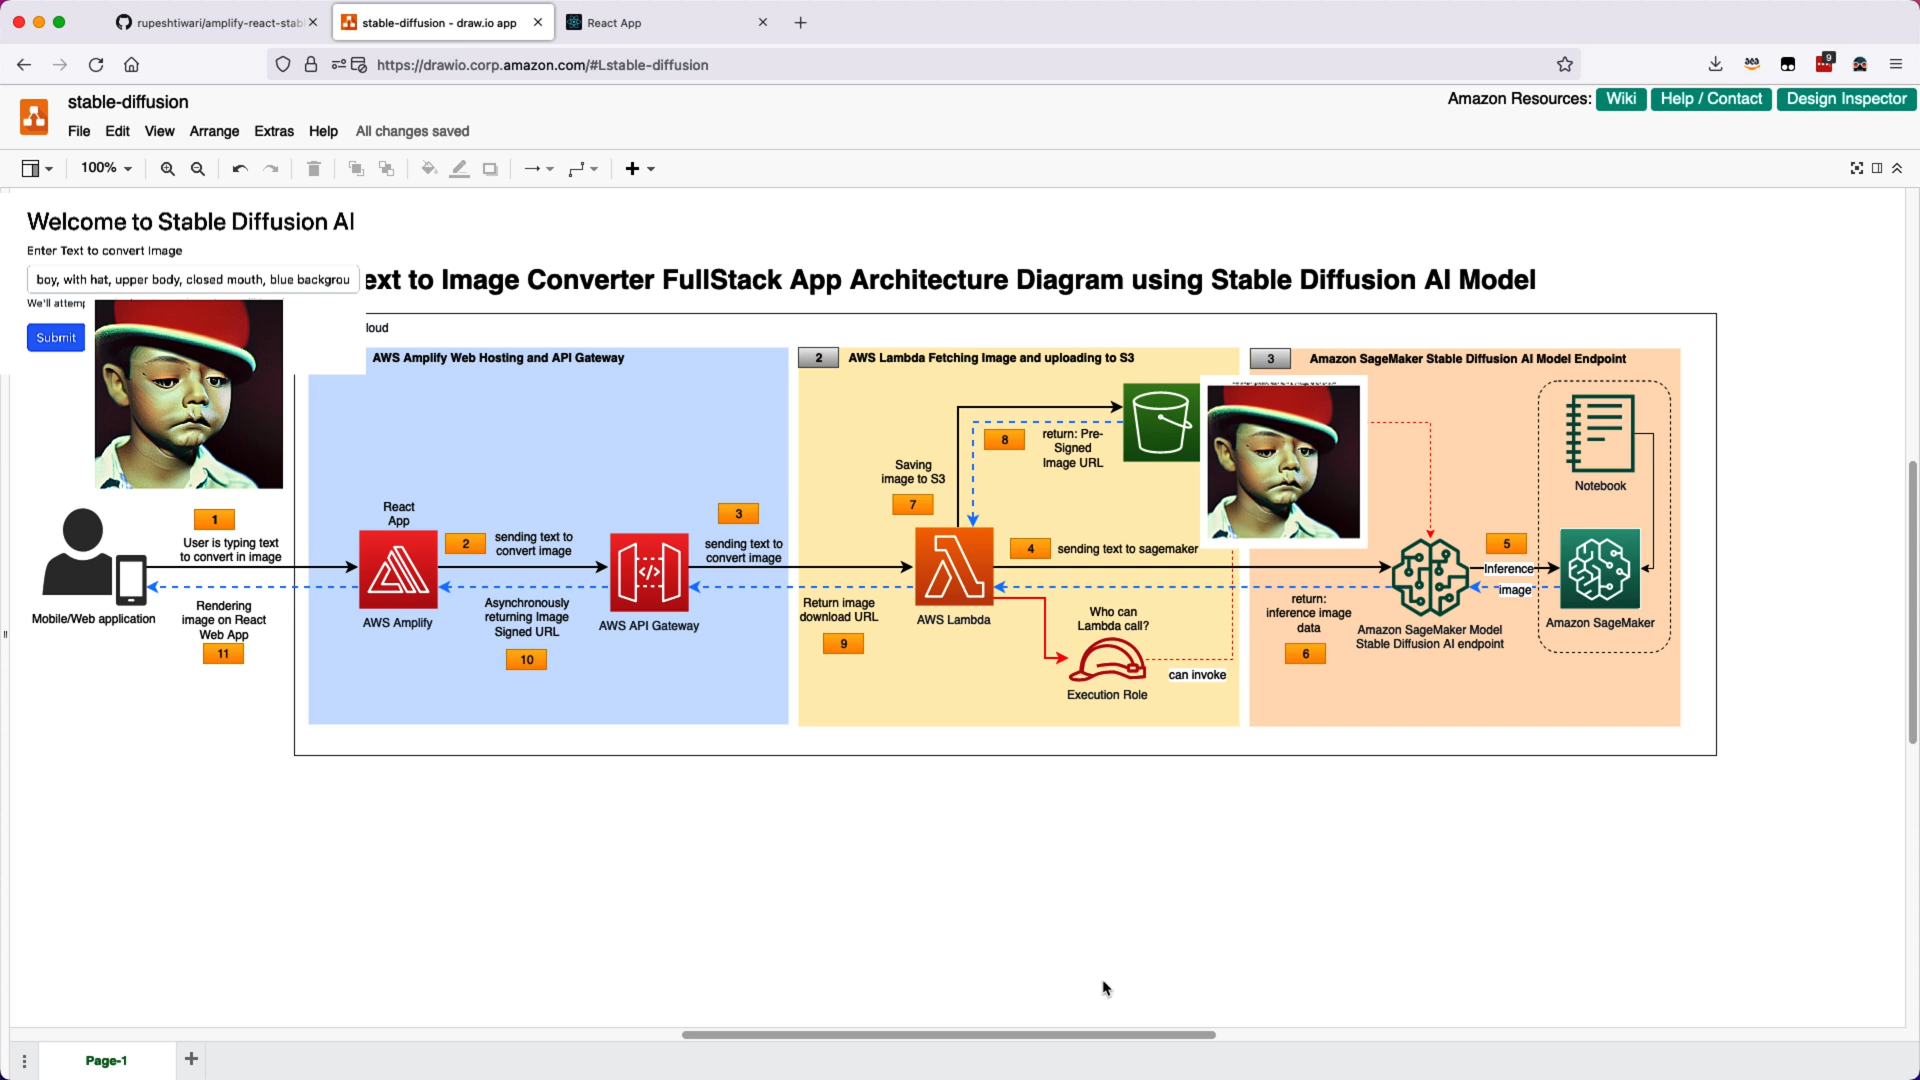 rupeshtiwari/amplify-react-stab
stable-diffusion - draw.io app
React App
https://drawio.corp.amazon.com/#Lstable-diffusion
9
stable-diffusion
Amazon Resources: Wiki Help / Contact Design Inspector
File Edit View Arrange Extras Help All changes saved
100%
Welcome to Stable Diffusion AI
Enter Text to convert Image
boy, with hat, upper body, closed mouth, blue backgrou
We'll attemp
Submit
ext to Image Converter FullStack App Architecture Diagram using Stable Diffusion AI Model
loud
AWS Amplify Web Hosting and API Gateway
2
AWS Lambda Fetching Image and uploading to S3
3
Amazon SageMaker Stable Diffusion AI Model Endpoint
8
return: Pre-
Signed
Image URL
Saving
image to S3
7
Notebook
1
User is typing text
to convert in image
React
App
2
sending text to
convert image
3
sending text to
convert image
4
sending text to sagemaker
5
Inference
image
Mobile/Web application
Rendering
image on React
Web App
11
AWS Amplify
Asynchronously
returning Image
Signed URL
10
AWS API Gateway
Return image
download URL
9
AWS Lambda
Who can
Lambda call?
Execution Role
can invoke
return:
inference image
data
6
Amazon SageMaker Model
Stable Diffusion AI endpoint
Amazon SageMaker
Page-1